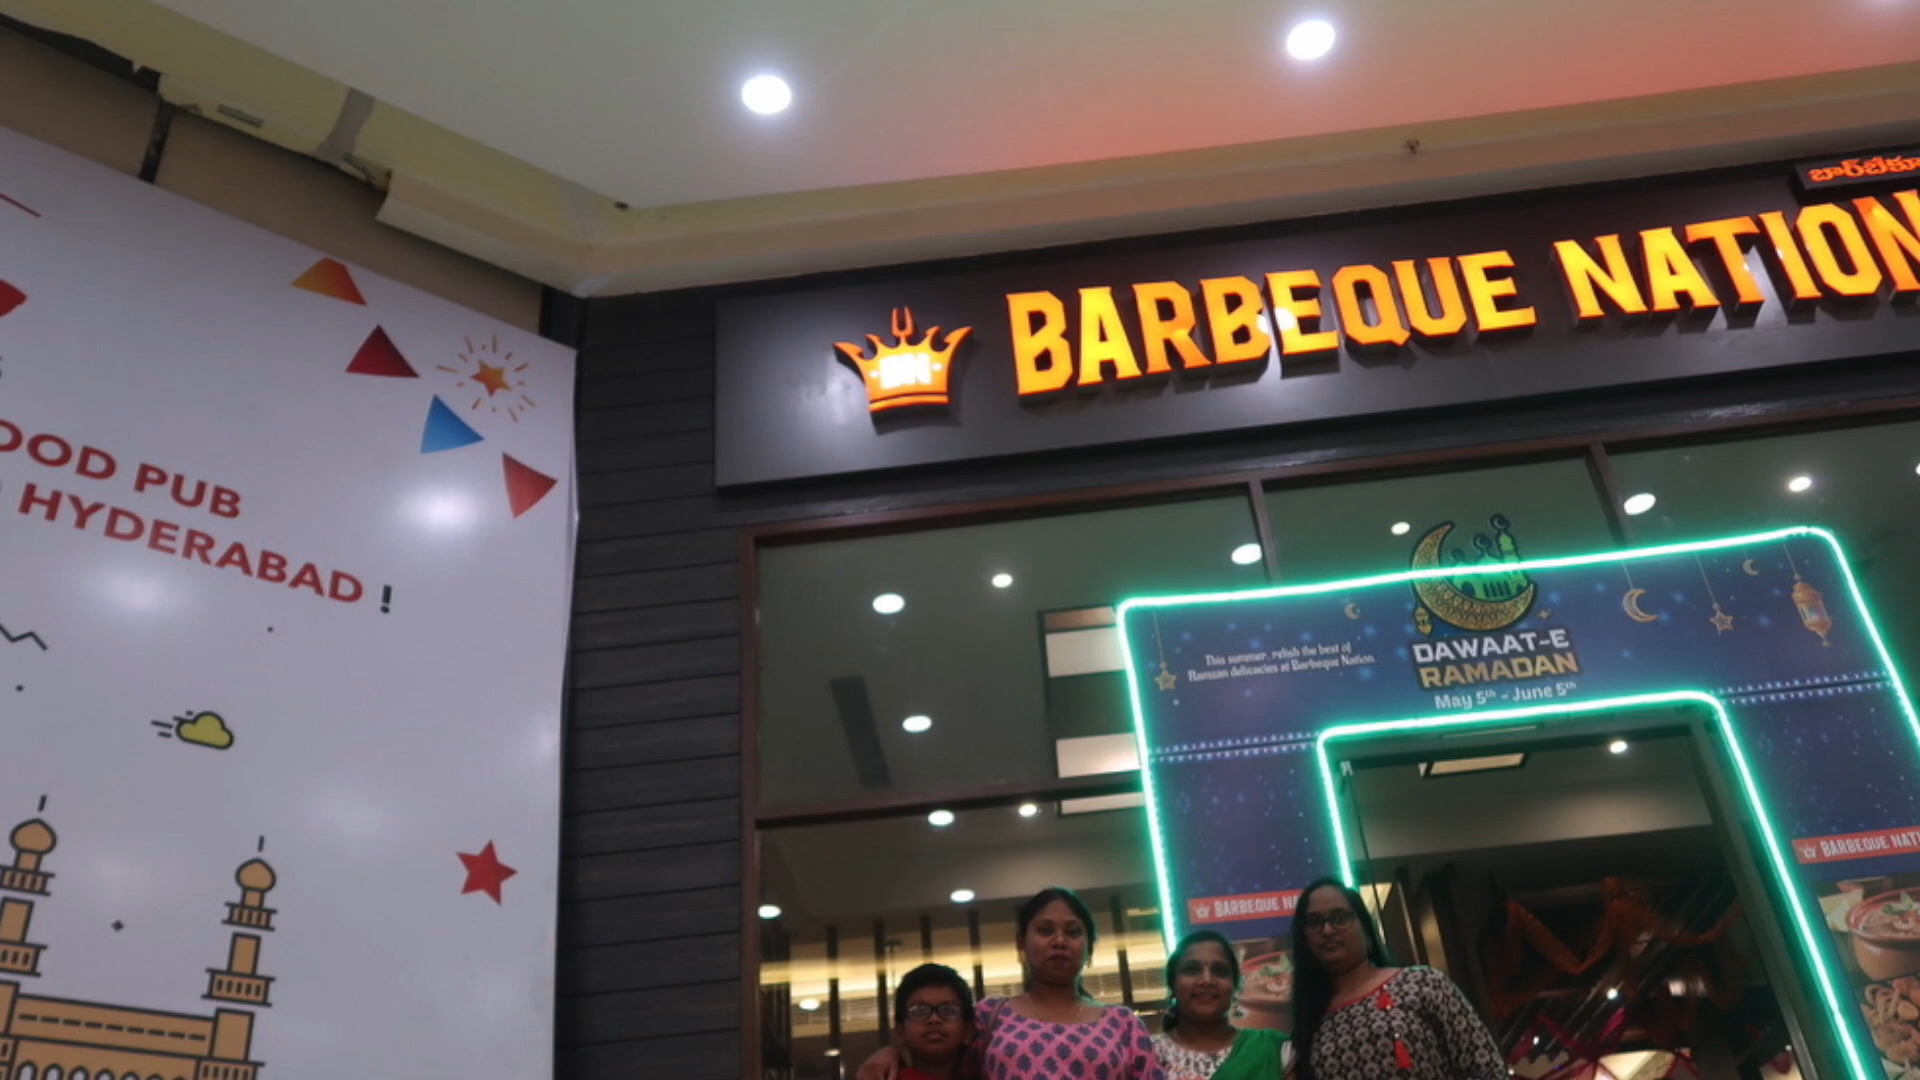 బార్‌బీకూ
BARBEQUE NATION
OOD PUB
HYDERABAD !
This summer, relish the best of
Ramzan delicacies at Barbeque Nation.
DAWAAT-E
RAMADAN
May 5th - June 5th
BARBEQUE NATI
BARBEQUE NA